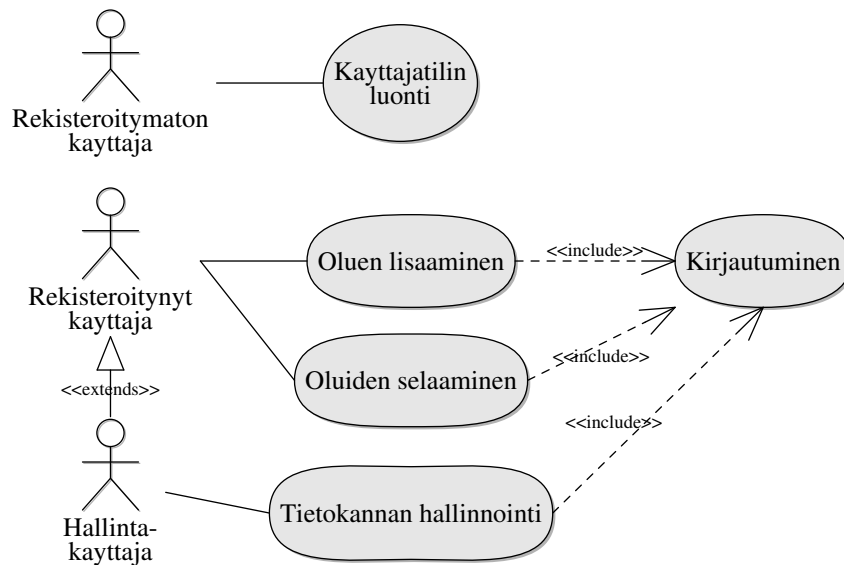 Kayttajatilin
luonti
Rekisteroitymaton
kayttaja
Oluen lisaaminen
<<include>>
Kirjautuminen
Rekisteroitynyt
kayttaja
<<include>>
Oluiden selaaminen
<<extends>>
<<include>>
Tietokannan hallinnointi
Hallinta-
kayttaja